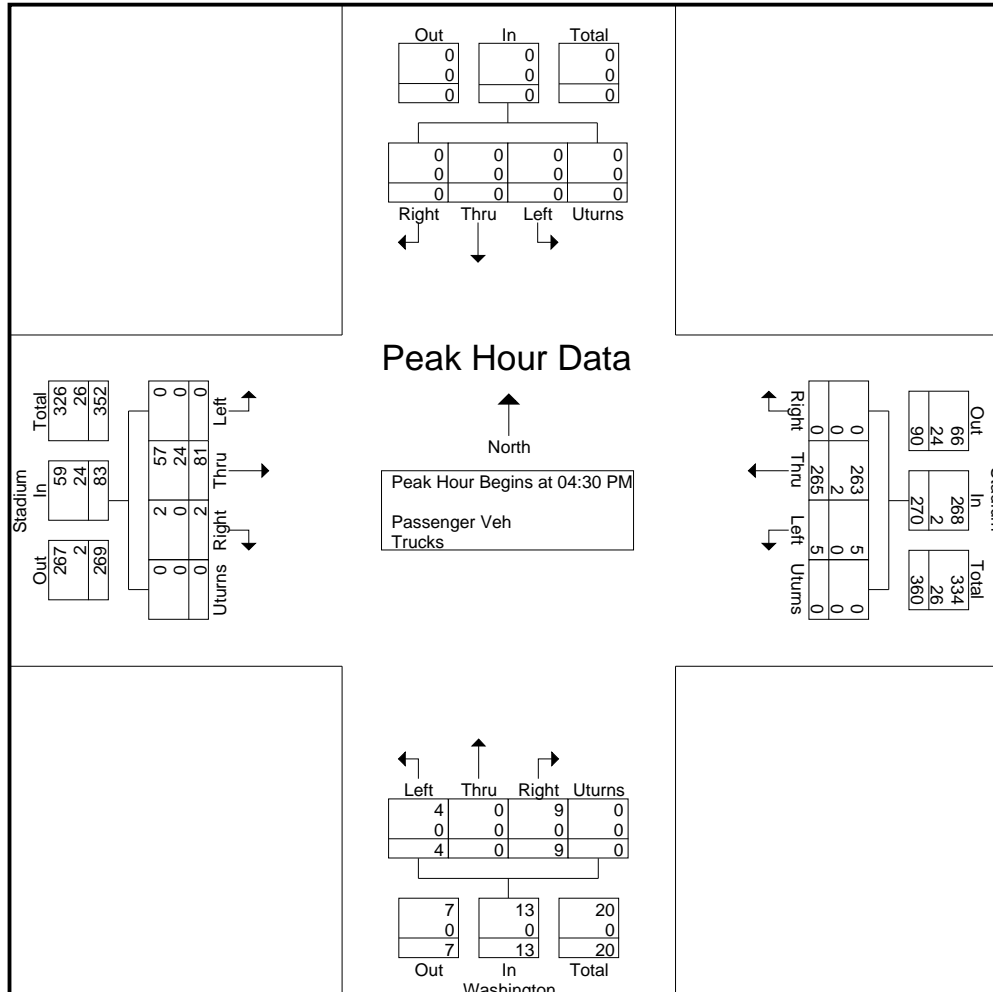 Out In Total
0 0 0
0 0 0
0 0 0
0 0 0 0
0 0 0 0
0 0 0 0
Right Thru Left Uturns
Peak Hour Data
North
Peak Hour Begins at 04:30 PM
Passenger Veh
Trucks
Stadium
Total In Out
326 59 267
26 24 2
352 83 269
0 57 2 0
0 24 0 0
0 81 2 0
Left Thru Right Uturns
Out In Total
66 268 334
24 2 26
90 270 360
0 263 5 0
0 2 0 0
0 265 5 0
Right Thru Left Uturns
Left Thru Right Uturns
4 0 9 0
0 0 0 0
4 0 9 0
7 13 20
0 0 0
7 13 20
Out In Total
Washington